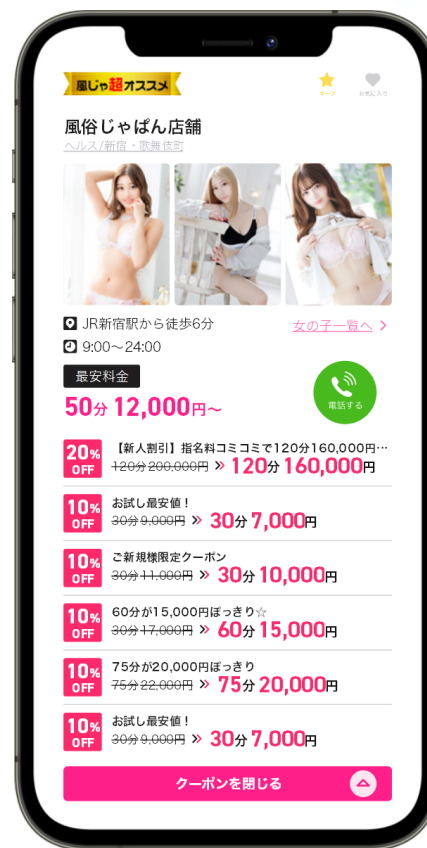 風じゃ超オススメ
キープ
お気に入り
風俗じゃぱん店舗
ヘルス/新宿・歌舞伎町
JR新宿駅から徒歩6分
女の子一覧へ
9:00〜24:00
最安料金
50分 12,000円〜
電話する
20% OFF
【新人割引】指名料コミコミで120分160,000円…
120分 200,000円 » 120分 160,000円
10% OFF
お試し最安値！
30分 9,000円 » 30分 7,000円
10% OFF
ご新規様限定クーポン
30分 11,000円 » 30分 10,000円
10% OFF
60分が15,000円ぽっきり☆
30分 17,000円 » 60分 15,000円
10% OFF
75分が20,000円ぽっきり
75分 22,000円 » 75分 20,000円
10% OFF
お試し最安値！
30分 9,000円 » 30分 7,000円
クーポンを閉じる